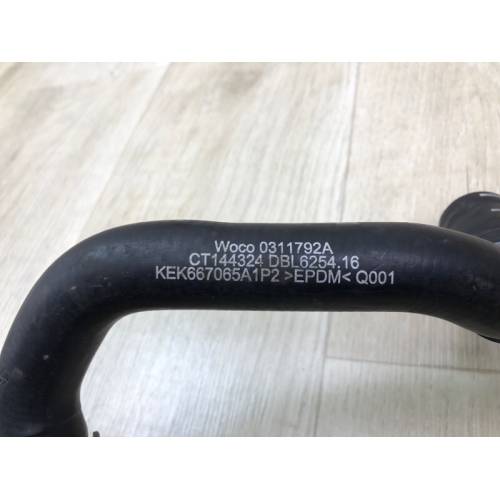 Woco 0311792A
CT144324 DBL6254.16
KEK667065A1P2 >EPDM< Q001